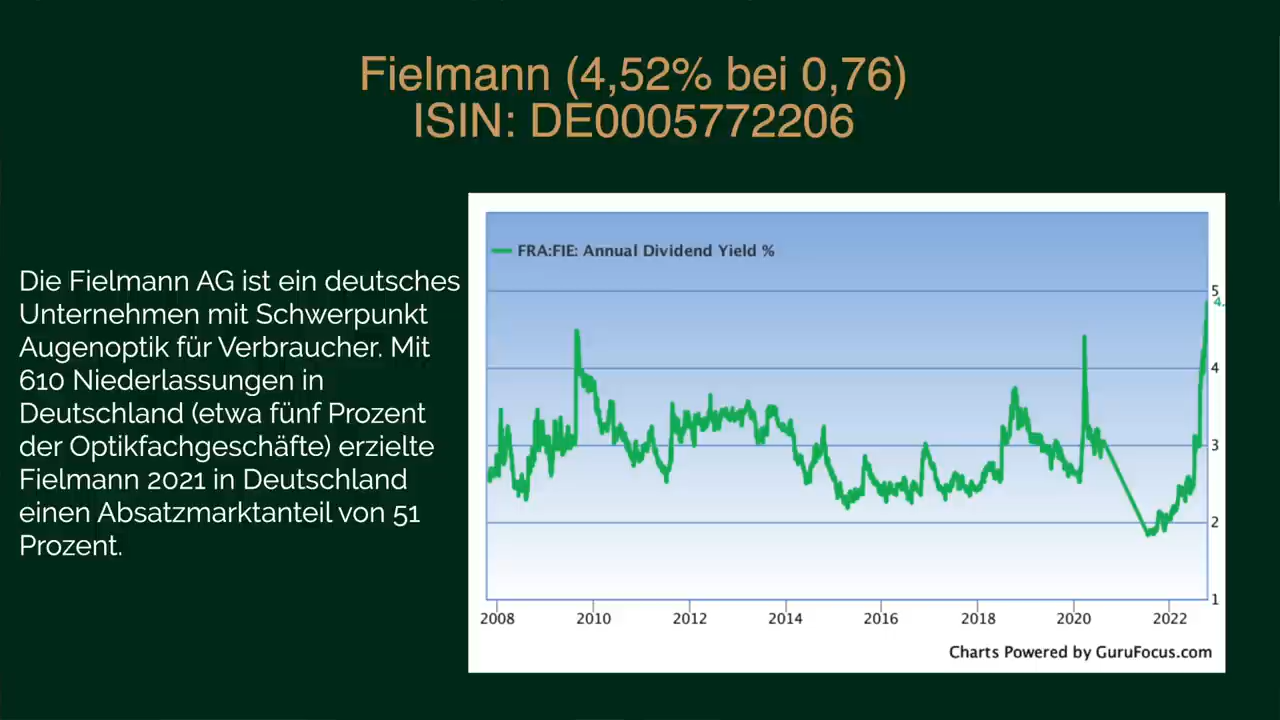 Fielmann (4,52% bei 0,76)
ISIN: DE0005772206
Die Fielmann AG ist ein deutsches
Unternehmen mit Schwerpunkt
Augenoptik für Verbraucher. Mit
610 Niederlassungen in
Deutschland (etwa fünf Prozent
der Optikfachgeschäfte) erzielte
Fielmann 2021 in Deutschland
einen Absatzmarktanteil von 51
Prozent.
FRA:FIE: Annual Dividend Yield %
5
4.
4
3
2
1
2008 2010 2012 2014 2016 2018 2020 2022
Charts Powered by GuruFocus.com